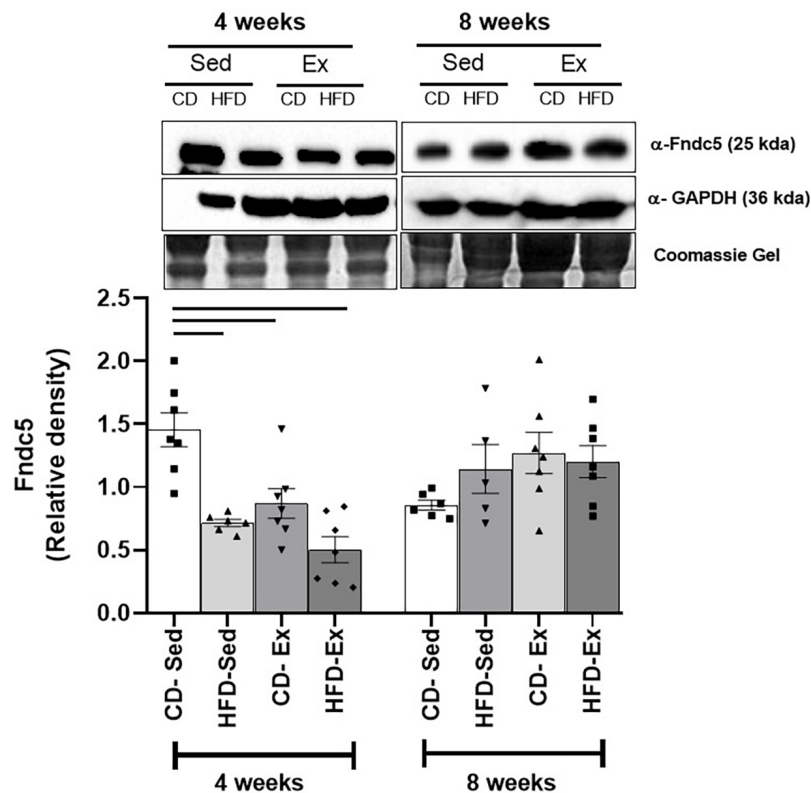 4 weeks 8 weeks
Sed Ex Sed Ex
CD HFD CD HFD CD HFD CD HFD
α-Fndc5 (25 kda)
α- GAPDH (36 kda)
Coomassie Gel
Fndc5
(Relative density)
2.5
2.0
1.5
1.0
0.5
0.0
CD- Sed
HFD-Sed
CD- Ex
HFD-Ex
CD- Sed
HFD-Sed
CD- Ex
HFD-Ex
4 weeks 8 weeks